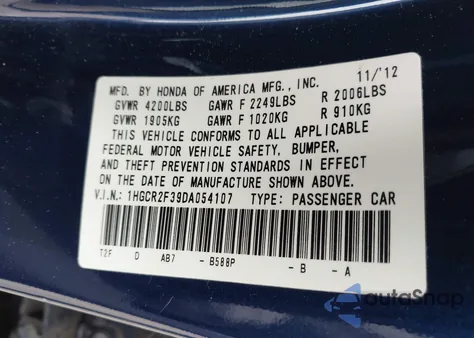 MFD. BY HONDA OF AMERICA MFG., INC. 11/'12
GVWR 4200LBS GAWR F 2249LBS R 2006LBS
GVWR 1905KG GAWR F 1020KG R 910KG
THIS VEHICLE CONFORMS TO ALL APPLICABLE
FEDERAL MOTOR VEHICLE SAFETY, BUMPER,
AND THEFT PREVENTION STANDARDS IN EFFECT
ON THE DATE OF MANUFACTURE SHOWN ABOVE.
V.I.N.: 1HGCR2F39DA054107 TYPE: PASSENGER CAR
T2F D AB7 - B588P - B - A
autoSnap